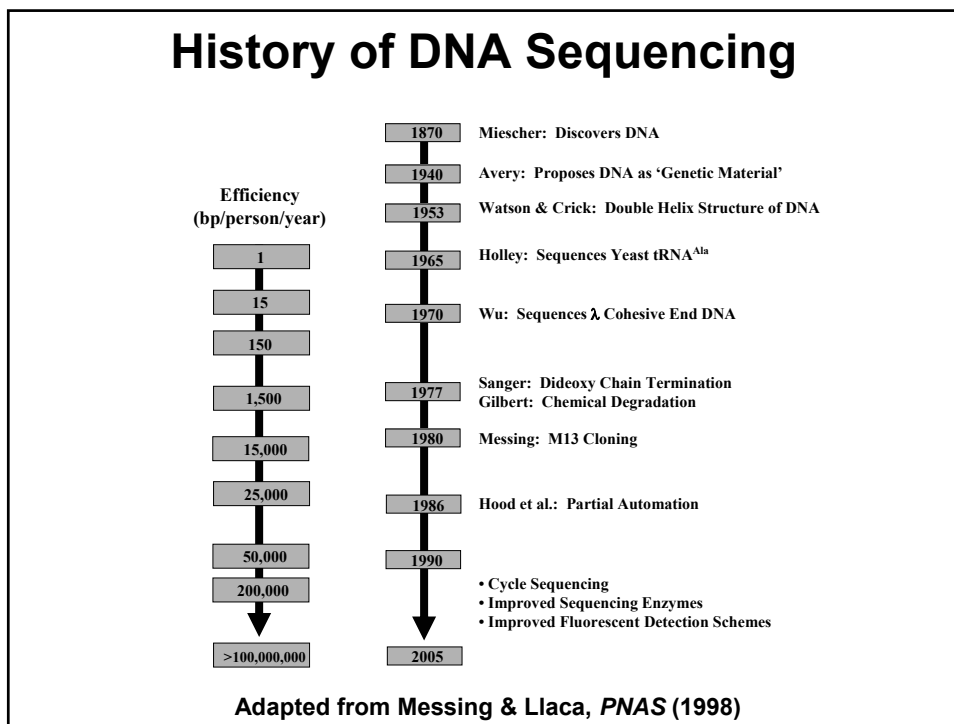 History of DNA Sequencing
Efficiency
(bp/person/year)
1
15
150
1,500
15,000
25,000
50,000
200,000
>100,000,000
1870 Miescher: Discovers DNA
1940 Avery: Proposes DNA as ‘Genetic Material’
1953 Watson & Crick: Double Helix Structure of DNA
1965 Holley: Sequences Yeast tRNAAla
1970 Wu: Sequences λ Cohesive End DNA
1977 Sanger: Dideoxy Chain Termination
Gilbert: Chemical Degradation
1980 Messing: M13 Cloning
1986 Hood et al.: Partial Automation
1990
• Cycle Sequencing
• Improved Sequencing Enzymes
• Improved Fluorescent Detection Schemes
2005
Adapted from Messing & Llaca, PNAS (1998)